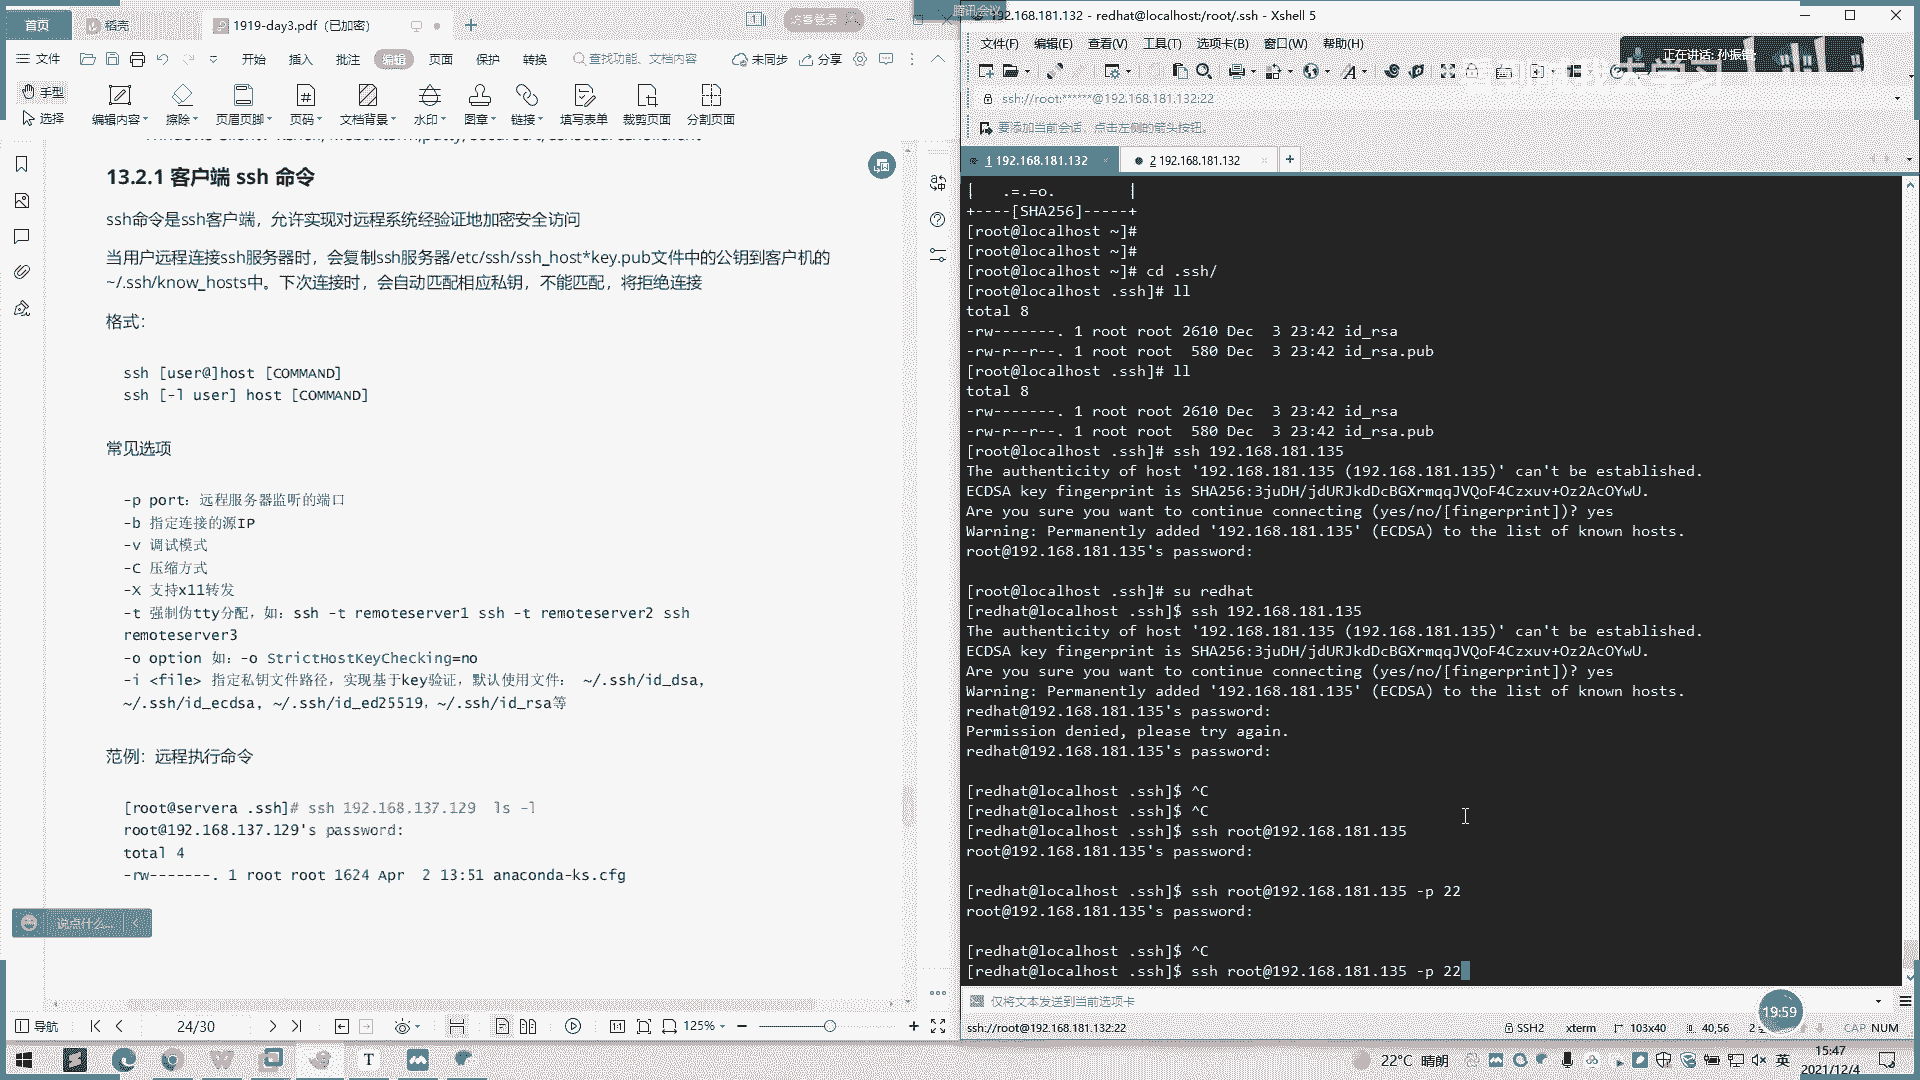 首页
稻壳
1919-day3.pdf（已加密）
访客登录
文件
开始
插入
批注
编辑
页面
保护
转换
查找功能、文档内容
未同步
分享
手型
选择
编辑内容
擦除
页眉页脚
页码
文档背景
水印
图章
链接
填写表单
裁剪页面
分割页面
13.2.1 客户端 ssh 命令
ssh命令是ssh客户端，允许实现对远程系统经验证地加密安全访问
当用户远程连接ssh服务器时，会复制ssh服务器/etc/ssh/ssh_host*key.pub文件中的公钥到客户机的
~/.ssh/know_hosts中。下次连接时，会自动匹配相应私钥，不能匹配，将拒绝连接
格式：
ssh [user@]host [COMMAND]
ssh [-l user] host [COMMAND]
常见选项
-p port：远程服务器监听的端口
-b 指定连接的源IP
-v 调试模式
-C 压缩方式
-X 支持x11转发
-t 强制伪tty分配，如：ssh -t remoteserver1 ssh -t remoteserver2 ssh
remoteserver3
-o option 如：-o StrictHostKeyChecking=no
-i <file> 指定私钥文件路径，实现基于key验证，默认使用文件： ~/.ssh/id_dsa,
~/.ssh/id_ecdsa, ~/.ssh/id_ed25519，~/.ssh/id_rsa等
范例：远程执行命令
[root@servera .ssh]# ssh 192.168.137.129  ls -l
root@192.168.137.129's password:
total 4
-rw-------. 1 root root 1624 Apr  2 13:51 anaconda-ks.cfg
说点什么...
导航
24/30
125%
腾讯会议
192.168.181.132 - redhat@localhost:/root/.ssh - Xshell 5
文件(F)
编辑(E)
查看(V)
工具(T)
选项卡(B)
窗口(W)
帮助(H)
ssh://root:******@192.168.181.132:22
要添加当前会话，点击左侧的箭头按钮。
1 192.168.181.132
2 192.168.181.132
|   .=.=o.        |
+----[SHA256]-----+
[root@localhost ~]#
[root@localhost ~]#
[root@localhost ~]# cd .ssh/
[root@localhost .ssh]# ll
total 8
-rw-------. 1 root root 2610 Dec  3 23:42 id_rsa
-rw-r--r--. 1 root root  580 Dec  3 23:42 id_rsa.pub
[root@localhost .ssh]# ll
total 8
-rw-------. 1 root root 2610 Dec  3 23:42 id_rsa
-rw-r--r--. 1 root root  580 Dec  3 23:42 id_rsa.pub
[root@localhost .ssh]# ssh 192.168.181.135
The authenticity of host '192.168.181.135 (192.168.181.135)' can't be established.
ECDSA key fingerprint is SHA256:3juDH/jdURJkdDcBGXrmqqJVQoF4Czxuv+Oz2AcOYwU.
Are you sure you want to continue connecting (yes/no/[fingerprint])? yes
Warning: Permanently added '192.168.181.135' (ECDSA) to the list of known hosts.
root@192.168.181.135's password:
[root@localhost .ssh]# su redhat
[redhat@localhost .ssh]$ ssh 192.168.181.135
The authenticity of host '192.168.181.135 (192.168.181.135)' can't be established.
ECDSA key fingerprint is SHA256:3juDH/jdURJkdDcBGXrmqqJVQoF4Czxuv+Oz2AcOYwU.
Are you sure you want to continue connecting (yes/no/[fingerprint])? yes
Warning: Permanently added '192.168.181.135' (ECDSA) to the list of known hosts.
redhat@192.168.181.135's password:
Permission denied, please try again.
redhat@192.168.181.135's password:
[redhat@localhost .ssh]$ ^C
[redhat@localhost .ssh]$ ^C
[redhat@localhost .ssh]$ ssh root@192.168.181.135
root@192.168.181.135's password:
[redhat@localhost .ssh]$ ssh root@192.168.181.135 -p 22
root@192.168.181.135's password:
[redhat@localhost .ssh]$ ^C
[redhat@localhost .ssh]$ ssh root@192.168.181.135 -p 22
仅将文本发送到当前选项卡
ssh://root@192.168.181.132:22
SSH2
xterm
103x40
40,56
CAP NUM
19:59
22°C 晴朗
英
15:47
2021/12/4